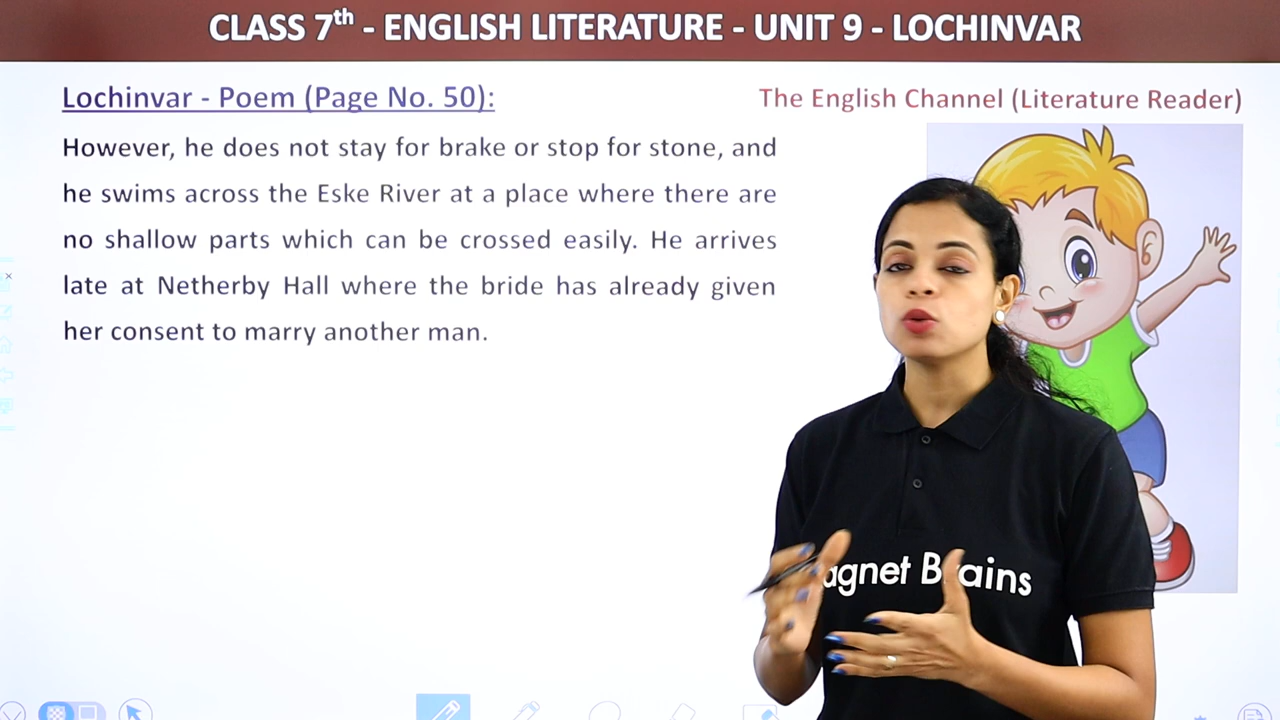 CLASS 7th - ENGLISH LITERATURE - UNIT 9 - LOCHINVAR
Lochinvar - Poem (Page No. 50):
The English Channel (Literature Reader)
However, he does not stay for brake or stop for stone, and
he swims across the Eske River at a place where there are
no shallow parts which can be crossed easily. He arrives
late at Netherby Hall where the bride has already given
her consent to marry another man.
agnet B ains